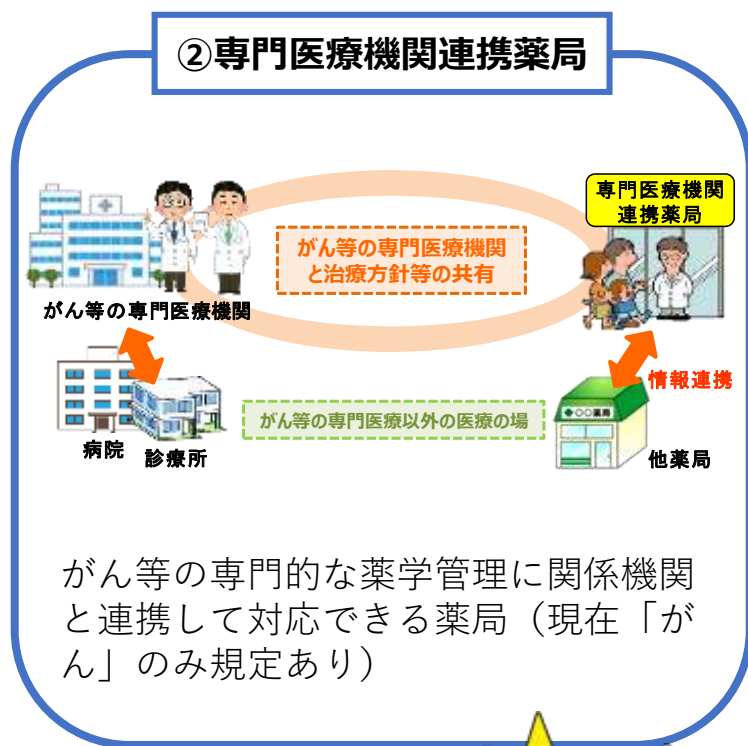 ②専門医療機関連携薬局
専門医療機関
連携薬局
がん等の専門医療機関
と治療方針等の共有
がん等の専門医療機関
情報連携
○○薬局
がん等の専門医療以外の医療の場
病院
診療所
他薬局
がん等の専門的な薬学管理に関係機関
と連携して対応できる薬局（現在「が
ん」のみ規定あり）